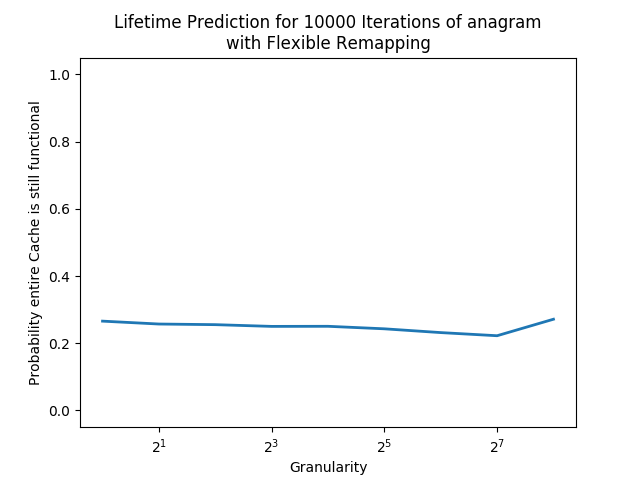 Lifetime Prediction for 10000 Iterations of anagram
with Flexible Remapping
Probability entire Cache is still functional
1.0
0.8
0.6
0.4
0.2
0.0
2^1 2^3 2^5 2^7
Granularity